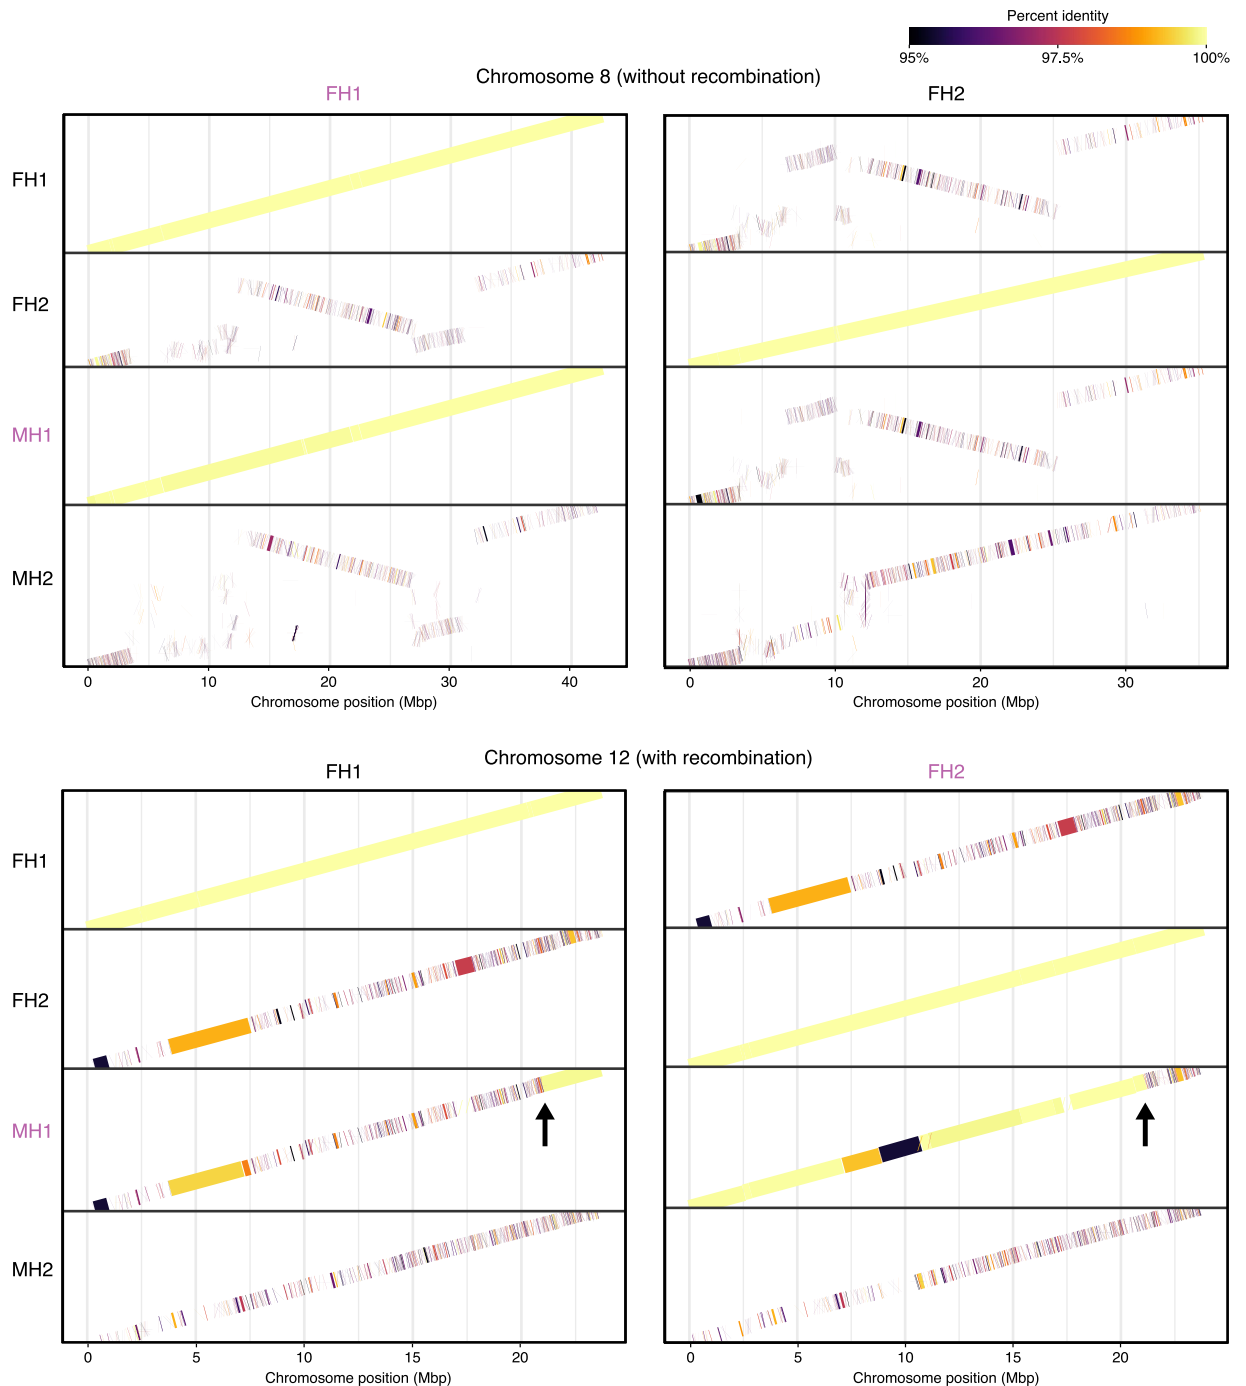 Percent identity
95% 97.5% 100%
Chromosome 8 (without recombination)
FH1 FH2
FH1
FH2
MH1
MH2
0 10 20 30 40 0 10 20 30
Chromosome position (Mbp) Chromosome position (Mbp)
Chromosome 12 (with recombination)
FH1 FH2
FH1
FH2
MH1
MH2
0 5 10 15 20 0 5 10 15 20
Chromosome position (Mbp) Chromosome position (Mbp)